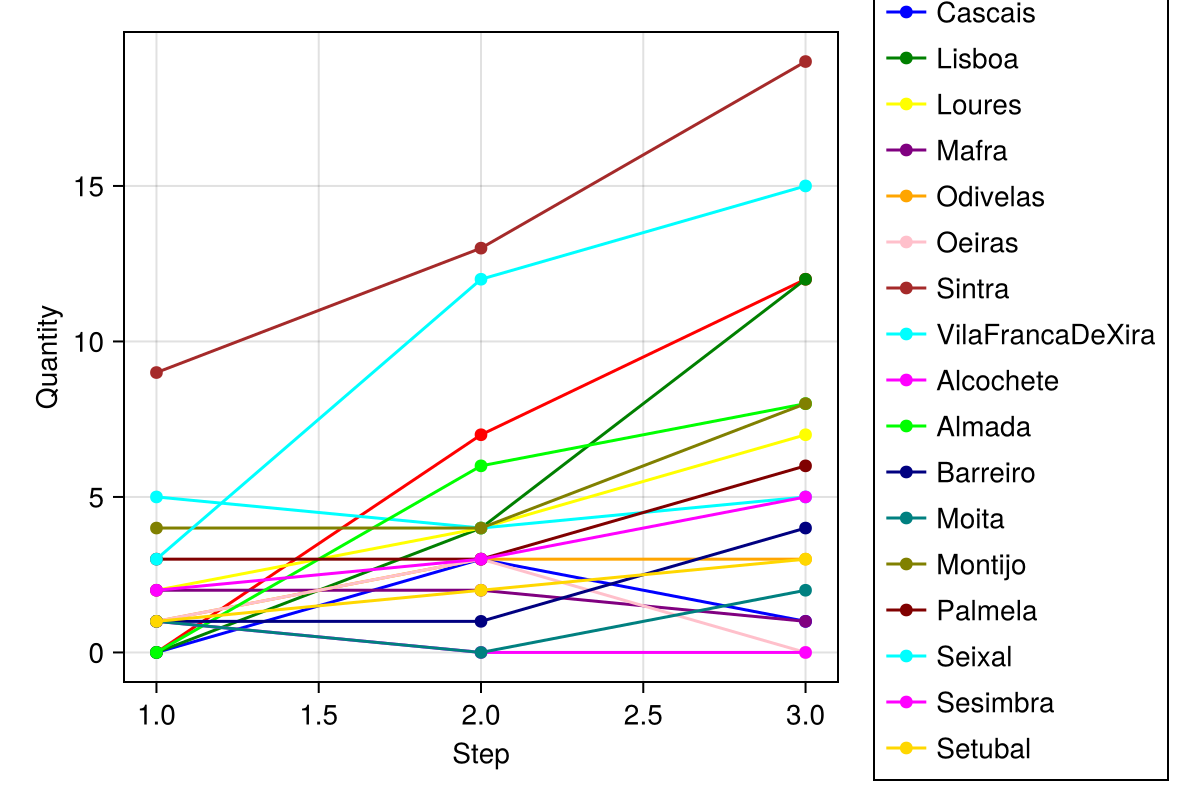 Quantity
15
10
5
0
1.0 1.5 2.0 2.5 3.0
Step
Cascais
Lisboa
Loures
Mafra
Odivelas
Oeiras
Sintra
VilaFrancaDeXira
Alcochete
Almada
Barreiro
Moita
Montijo
Palmela
Seixal
Sesimbra
Setubal